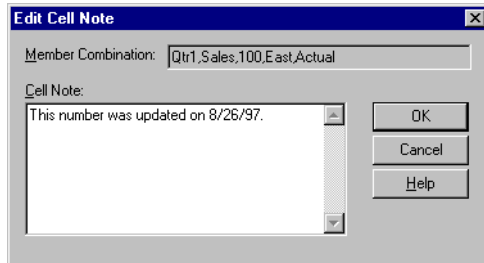 Edit Cell Note
Member Combination: Qtr1,Sales,100,East,Actual
Cell Note:
This number was updated on 8/26/97.
OK
Cancel
Help